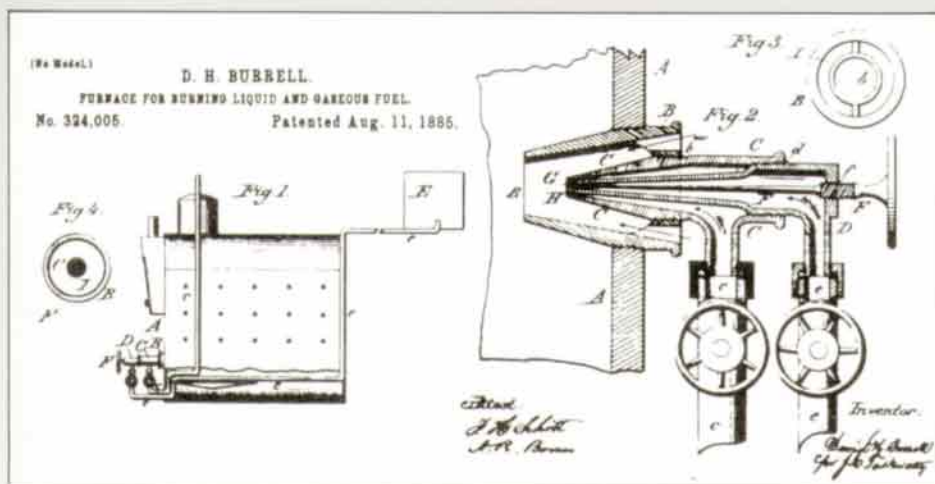 (No Model.)
D. H. BURRELL.
FURNACE FOR BURNING LIQUID AND GASEOUS FUEL.
No. 324,005. Patented Aug. 11, 1885.
Fig. 1.
E
e
Fig. 4.
C
B
A
D C B
F
Fig. 2.
A
B
C
d
G
H
C
F
D
A
c
e
c
e
Fig. 3.
I
B
Attest
Inventor.